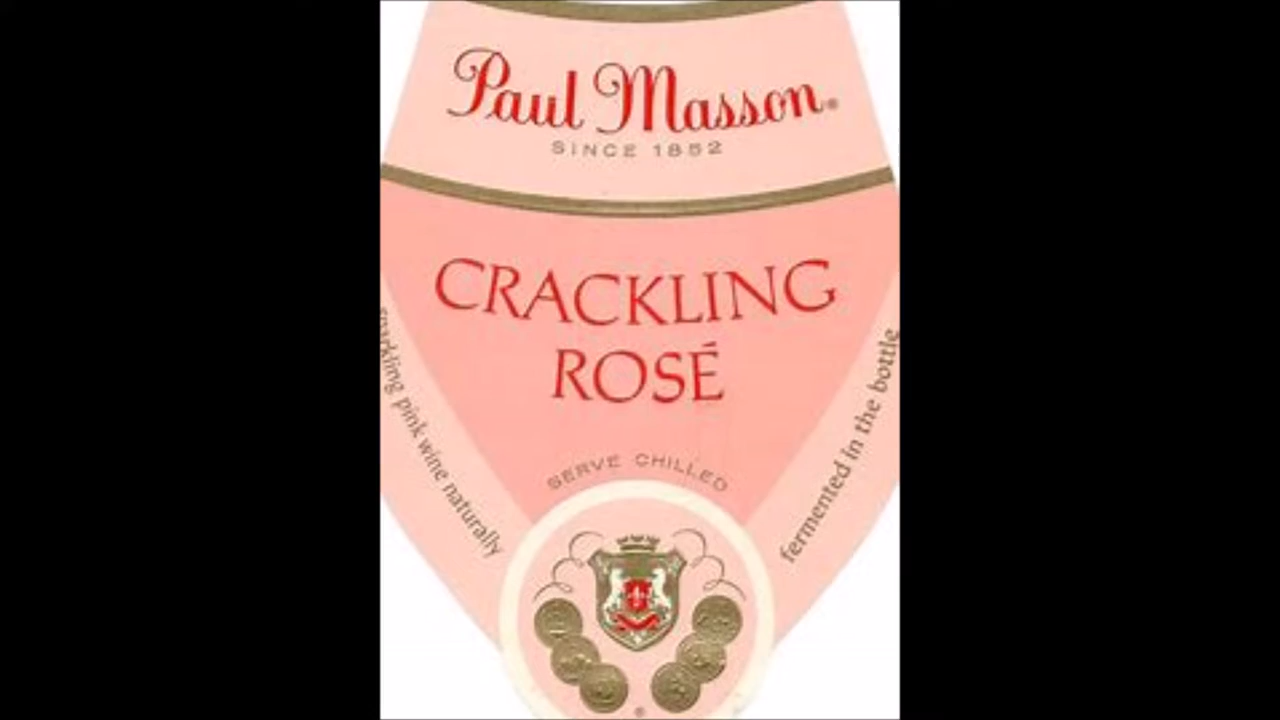 Paul Masson®
SINCE 1852
CRACKLING
ROSÉ
sparkling pink wine naturally
fermented in the bottle
SERVE CHILLED
®